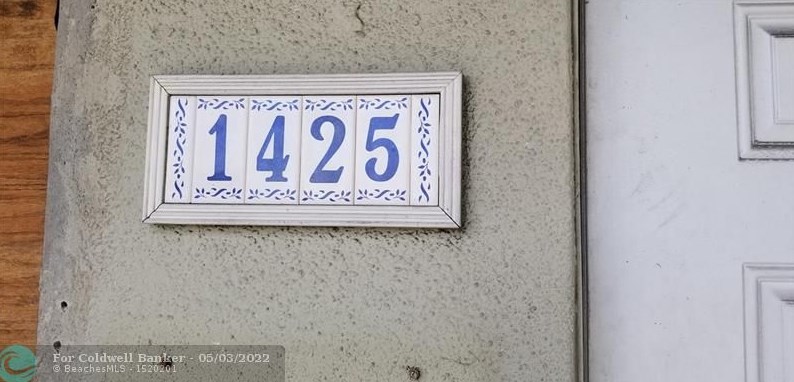 1425
For Coldwell Banker · 05/03/2022
© BeachesMLS · 1520201